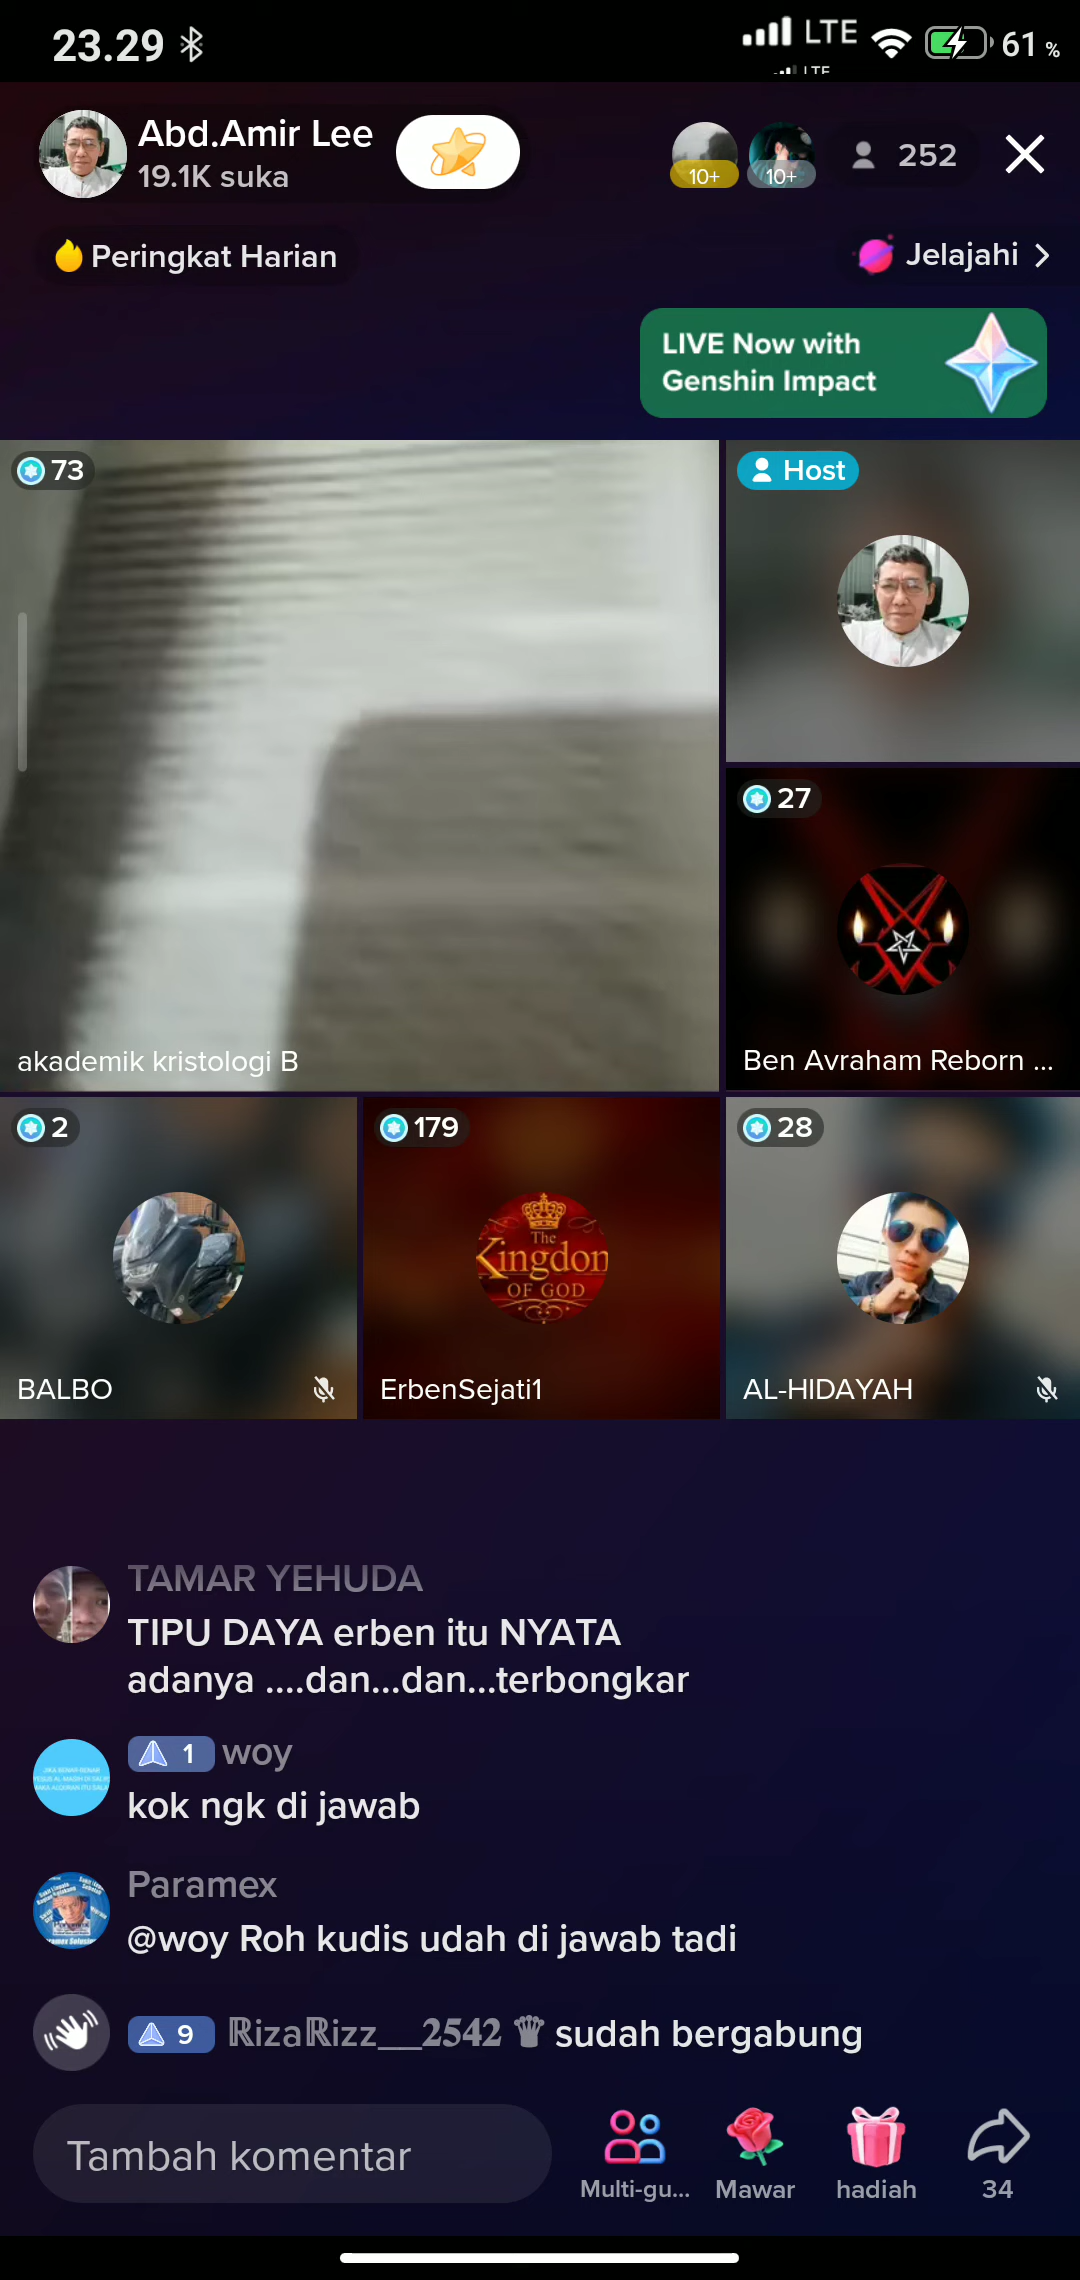 23.29
LTE
61 %
LTE
Abd.Amir Lee
19.1K suka
10+
10+
252
Peringkat Harian
Jelajahi
LIVE Now with
Genshin Impact
73
Host
akademik kristologi B
27
Ben Avraham Reborn ...
2
BALBO
179
The
Kingdom
OF GOD
ErbenSejati1
28
AL-HIDAYAH
TAMAR YEHUDA
TIPU DAYA erben itu NYATA
adanya ....dan...dan...terbongkar
1 woy
kok ngk di jawab
Paramex
@woy Roh kudis udah di jawab tadi
9 ℝizaℝizz__𝟐𝟓𝟒𝟐 ♛ sudah bergabung
Tambah komentar
Multi-gu...
Mawar
hadiah
34